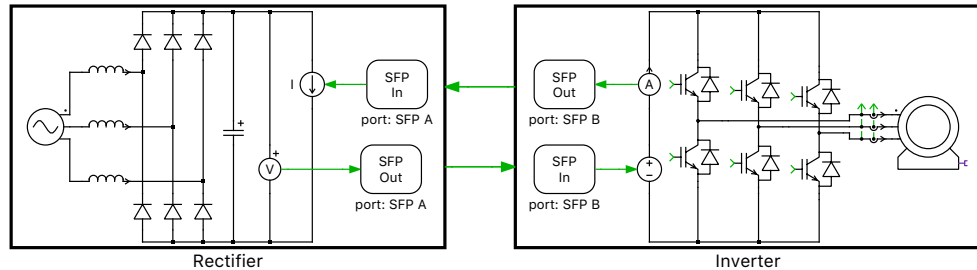 I
SFP
In
port: SFP A
V
SFP
Out
port: SFP A
Rectifier
SFP
Out
port: SFP B
A
SFP
In
port: SFP B
Inverter